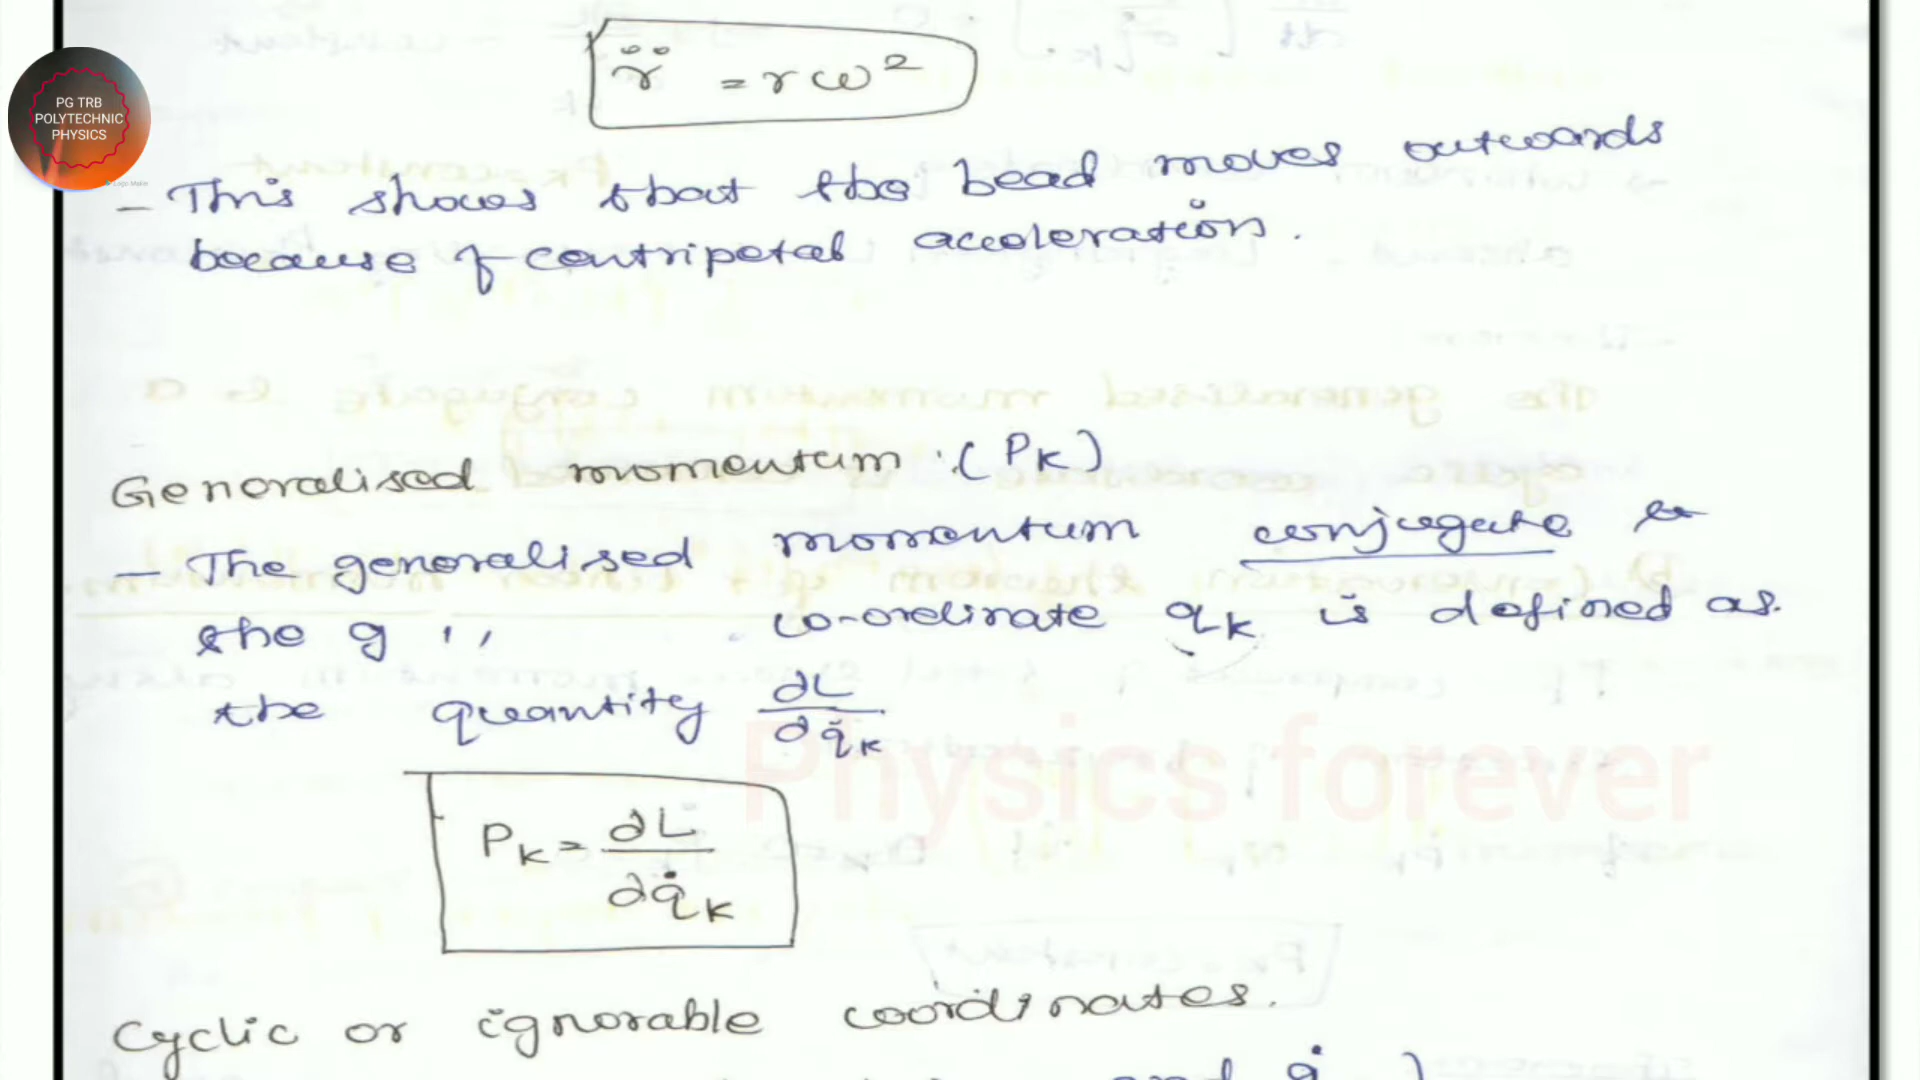 r̈ = rω²
PG TRB
POLYTECHNIC
PHYSICS
- This shows that the bead moves outwards
because of centripetal acceleration.
Generalised momentum : (PK)
- The generalised momentum conjugate to
the g ,, co-ordinate qK is defined as
the quantity ∂L/∂q̇K
Physics forever
PK = ∂L/∂q̇K
Cyclic or ignorable coordinates.
and q̇ )